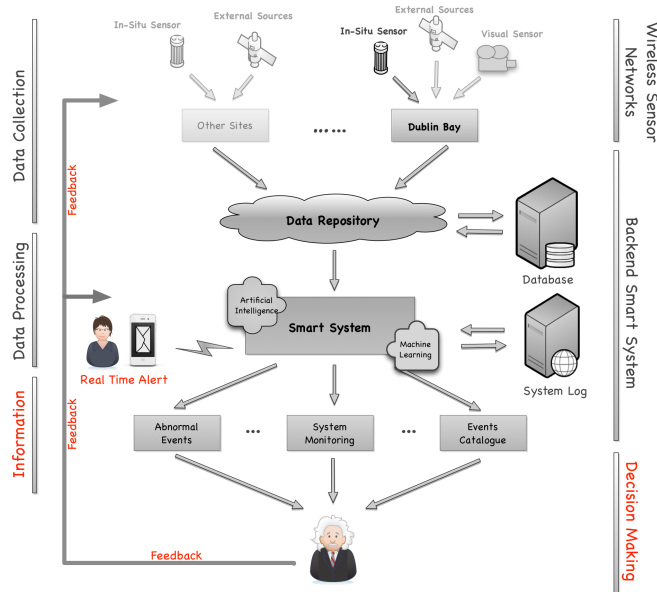 External Sources
In-Situ Sensor
External Sources
In-Situ Sensor
Visual Sensor
Other Sites
......
Dublin Bay
Data Collection
Wireless Sensor
Networks
Feedback
Data Repository
Database
Data Processing
Backend Smart System
Artificial
Intelligence
Smart System
Machine
Learning
System Log
Real Time Alert
Information
Feedback
Abnormal
Events
...
System
Monitoring
...
Events
Catalogue
Decision Making
Feedback